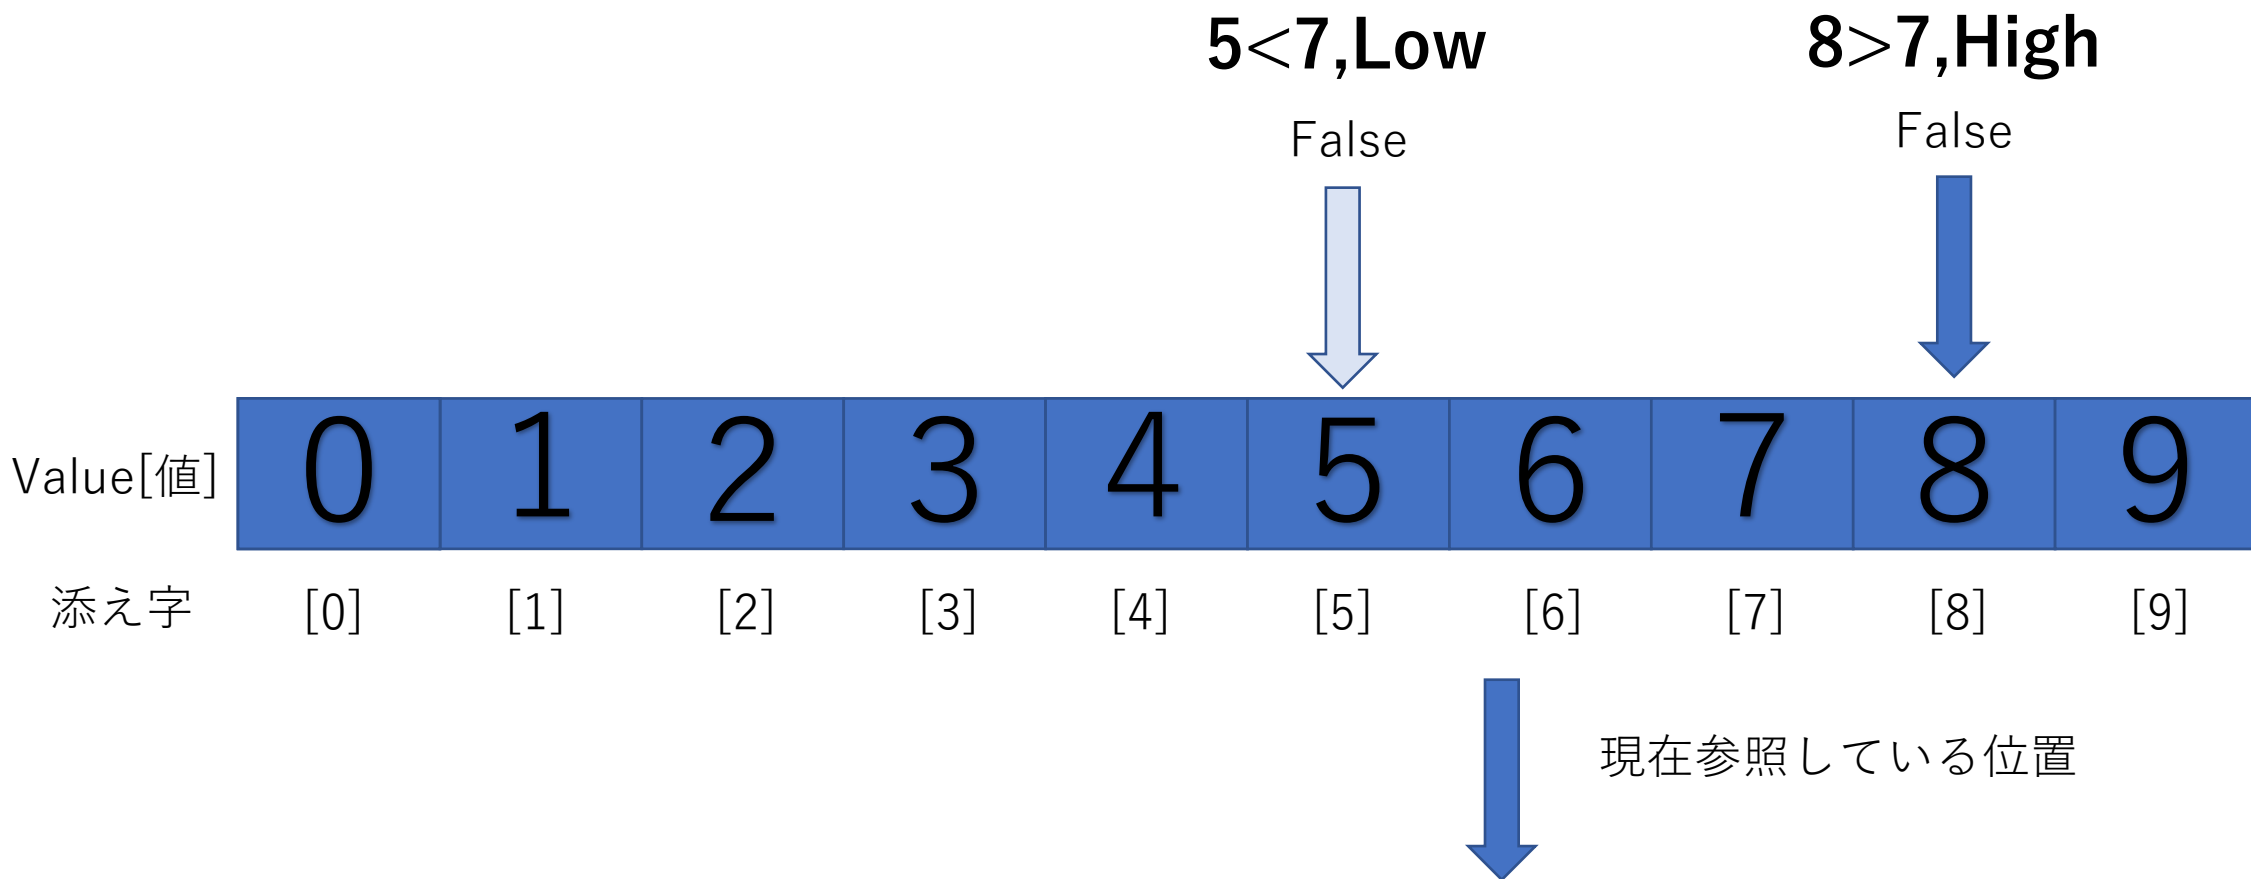 5<7,Low 8>7,High
False False
Value[値] 0 1 2 3 4 5 6 7 8 9
添え字 [0] [1] [2] [3] [4] [5] [6] [7] [8] [9]
現在参照している位置